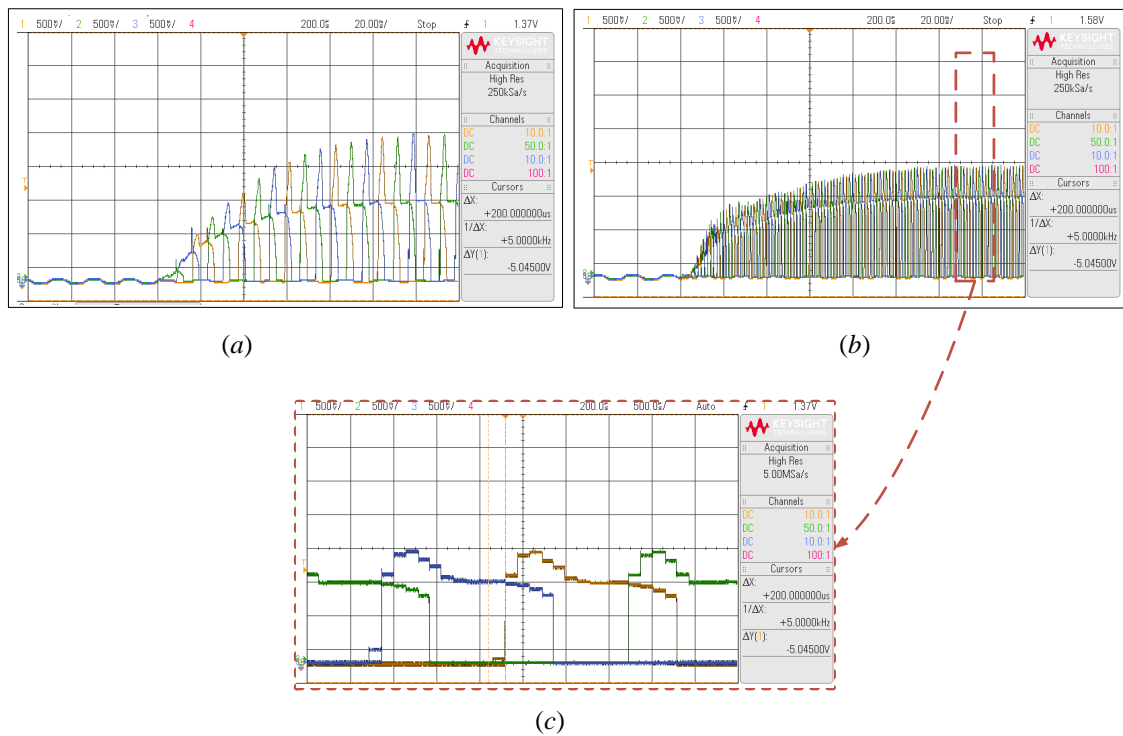 1 500㎷/ 2 500㎷/ 3 500㎷/ 4 200.0㎳ 20.00㎳/ Stop 1 1.37V
KEYSIGHT
TECHNOLOGIES
Acquisition
High Res
250kSa/s
Channels
DC 10.0:1
DC 50.0:1
DC 10.0:1
DC 100:1
Cursors
ΔX:
+200.000000us
1/ΔX:
+5.0000kHz
ΔY(1):
-5.04500V
(a)
1 500㎷/ 2 500㎷/ 3 500㎷/ 4 200.0㎳ 20.00㎳/ Stop 1 1.58V
KEYSIGHT
TECHNOLOGIES
Acquisition
High Res
250kSa/s
Channels
DC 10.0:1
DC 50.0:1
DC 10.0:1
DC 100:1
Cursors
ΔX:
+200.000000us
1/ΔX:
+5.0000kHz
ΔY(1):
-5.04500V
(b)
1 500㎷/ 2 500㎷/ 3 500㎷/ 4 200.0㎳ 500.0㎲/ Auto 1 1.37V
KEYSIGHT
TECHNOLOGIES
Acquisition
High Res
5.00MSa/s
Channels
DC 10.0:1
DC 50.0:1
DC 10.0:1
DC 100:1
Cursors
ΔX:
+200.000000us
1/ΔX:
+5.0000kHz
ΔY(1):
-5.04500V
(c)